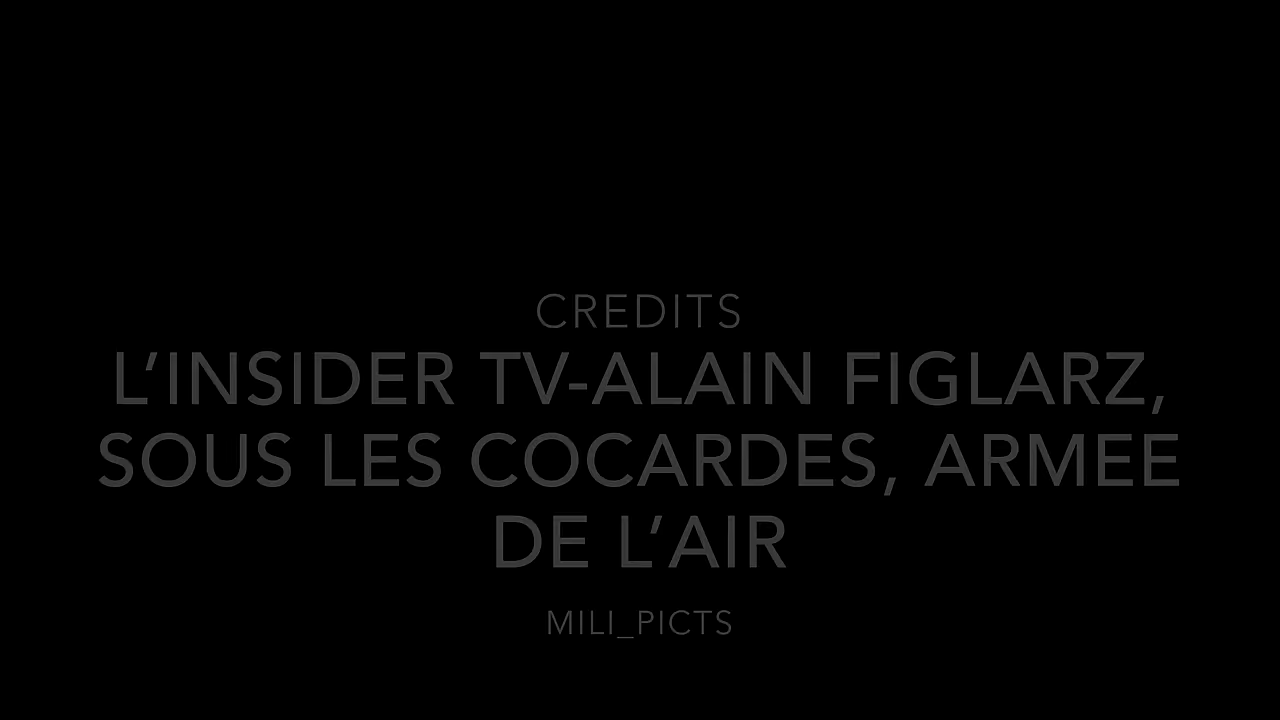 CREDITS
L’INSIDER TV-ALAIN FIGLARZ,
SOUS LES COCARDES, ARMEE
DE L’AIR
MILI_PICTS